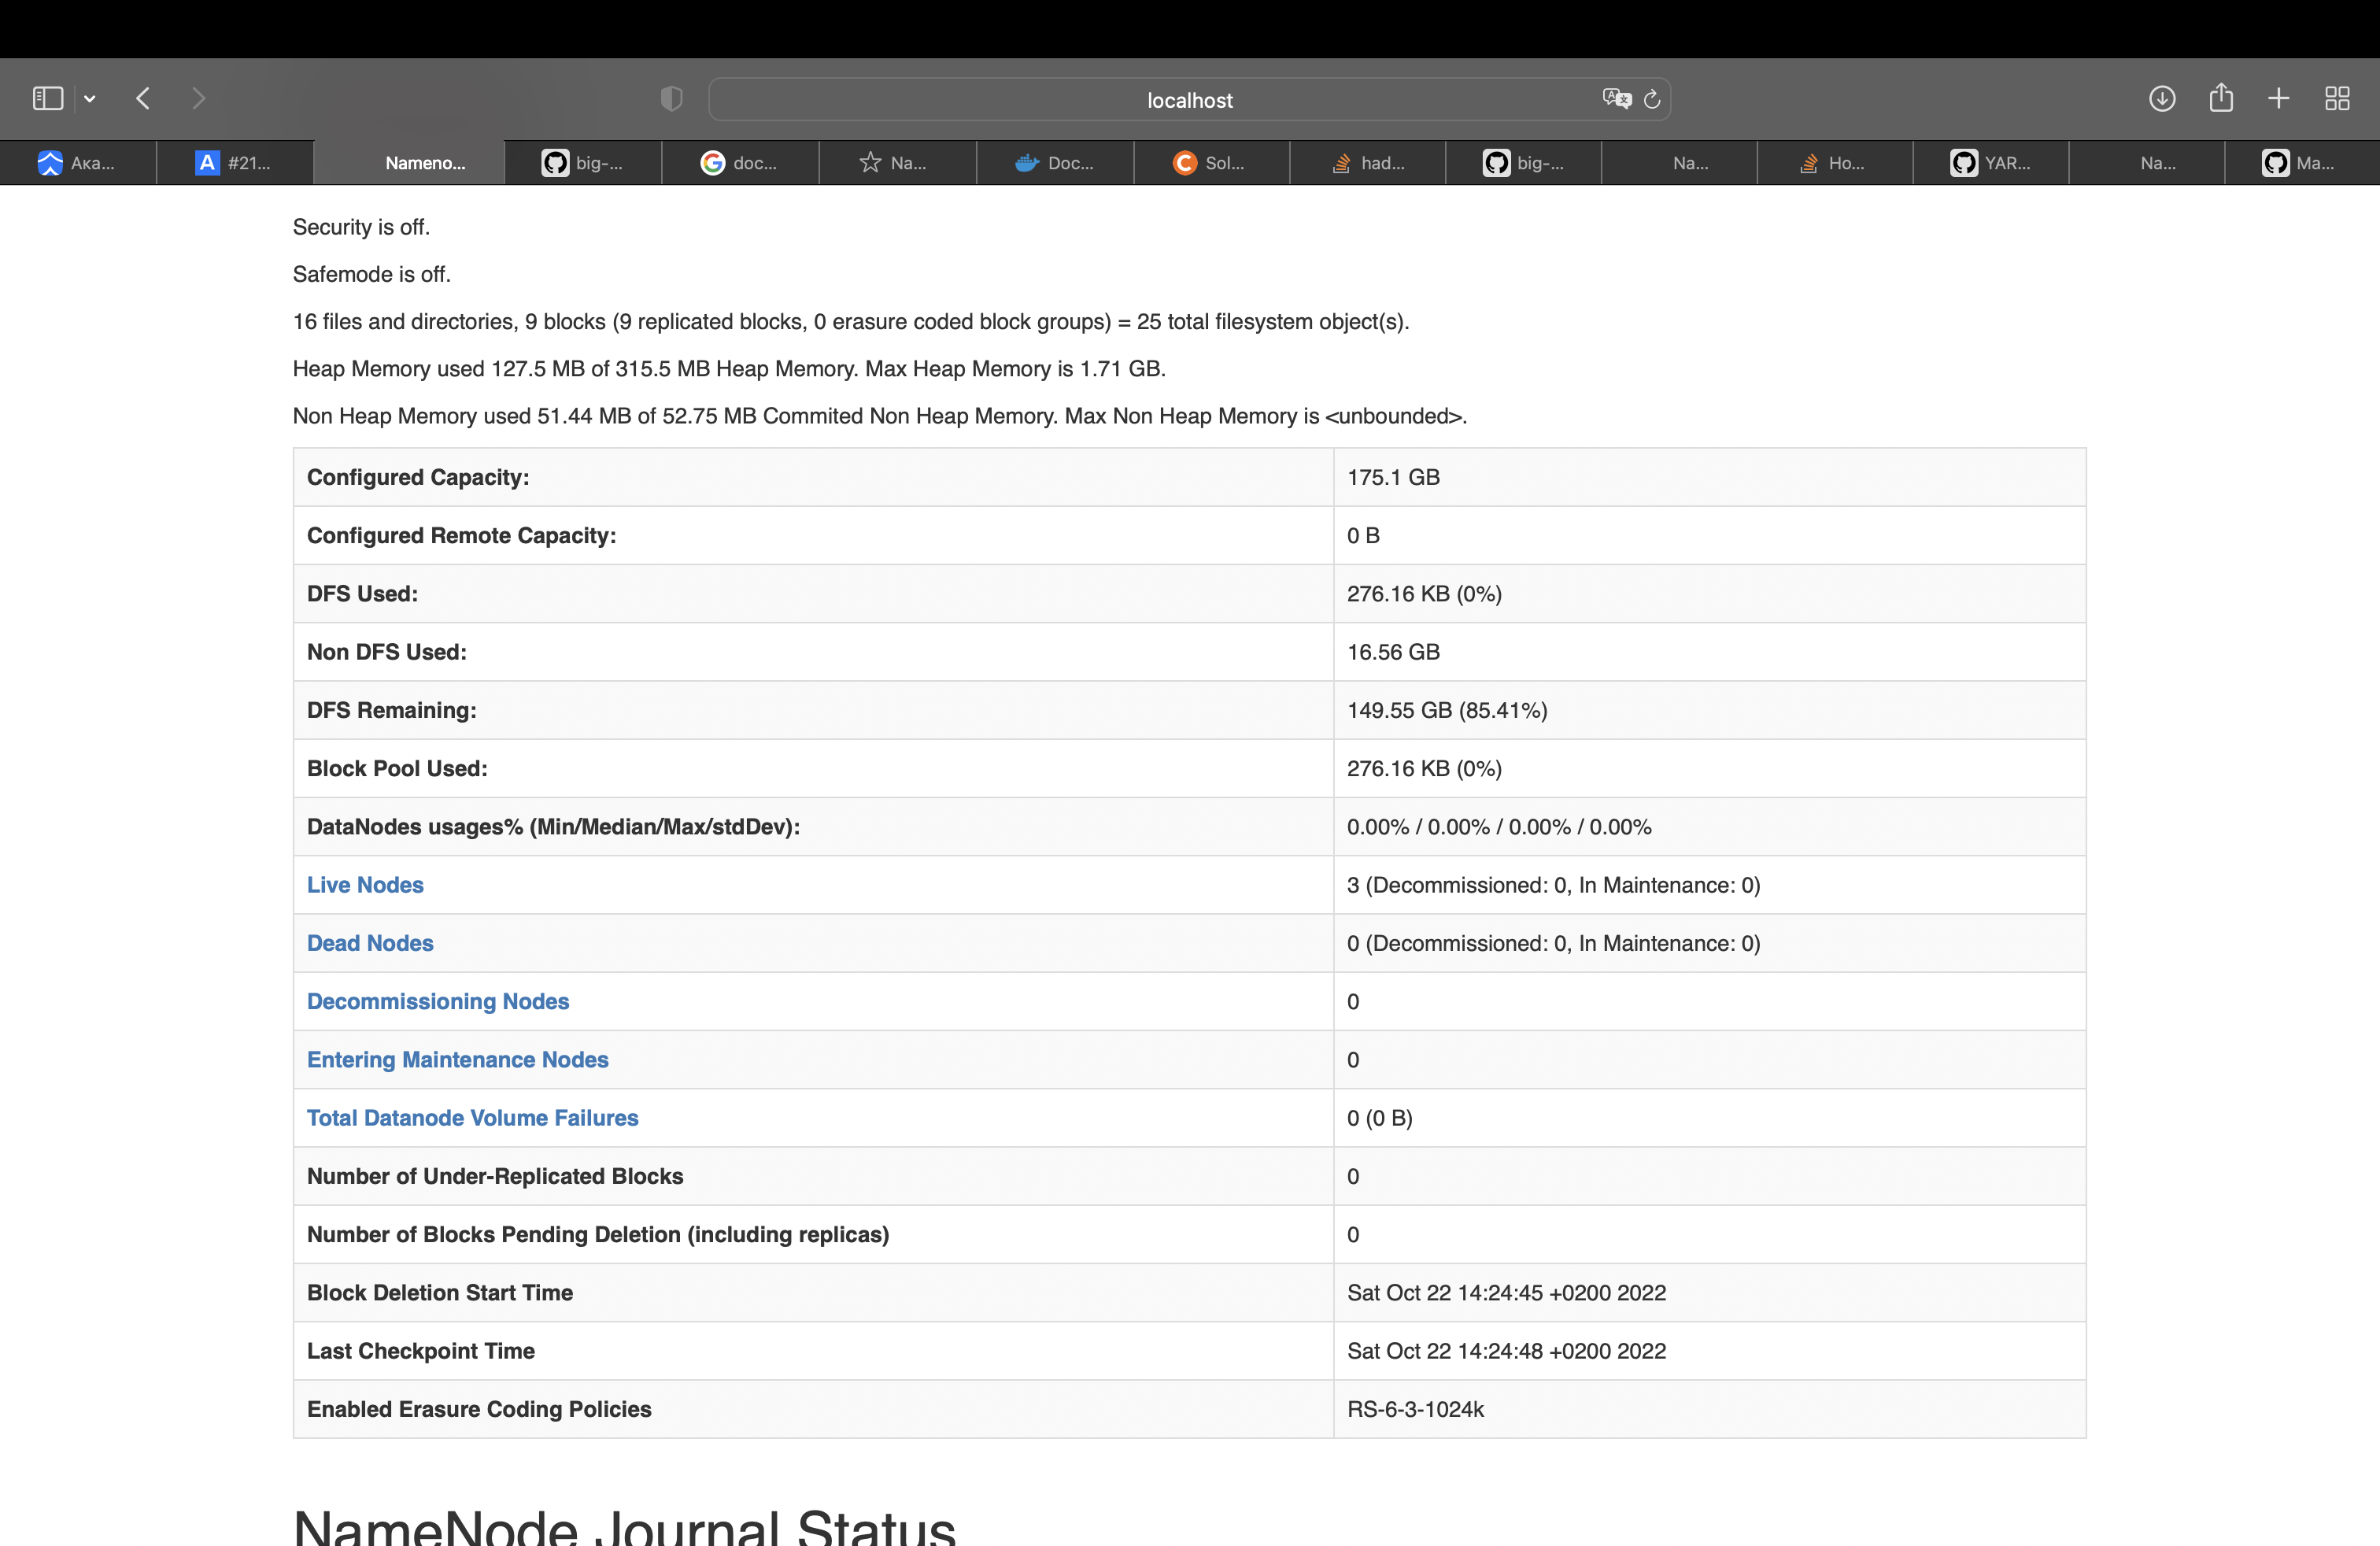 localhost
Ака... #21... Nameno... big-... doc... Na... Doc... Sol... had... big-... Na... Ho... YAR... Na... Ma...
Security is off.
Safemode is off.
16 files and directories, 9 blocks (9 replicated blocks, 0 erasure coded block groups) = 25 total filesystem object(s).
Heap Memory used 127.5 MB of 315.5 MB Heap Memory. Max Heap Memory is 1.71 GB.
Non Heap Memory used 51.44 MB of 52.75 MB Commited Non Heap Memory. Max Non Heap Memory is <unbounded>.
Configured Capacity: 175.1 GB
Configured Remote Capacity: 0 B
DFS Used: 276.16 KB (0%)
Non DFS Used: 16.56 GB
DFS Remaining: 149.55 GB (85.41%)
Block Pool Used: 276.16 KB (0%)
DataNodes usages% (Min/Median/Max/stdDev): 0.00% / 0.00% / 0.00% / 0.00%
Live Nodes 3 (Decommissioned: 0, In Maintenance: 0)
Dead Nodes 0 (Decommissioned: 0, In Maintenance: 0)
Decommissioning Nodes 0
Entering Maintenance Nodes 0
Total Datanode Volume Failures 0 (0 B)
Number of Under-Replicated Blocks 0
Number of Blocks Pending Deletion (including replicas) 0
Block Deletion Start Time Sat Oct 22 14:24:45 +0200 2022
Last Checkpoint Time Sat Oct 22 14:24:48 +0200 2022
Enabled Erasure Coding Policies RS-6-3-1024k
NameNode Journal Status